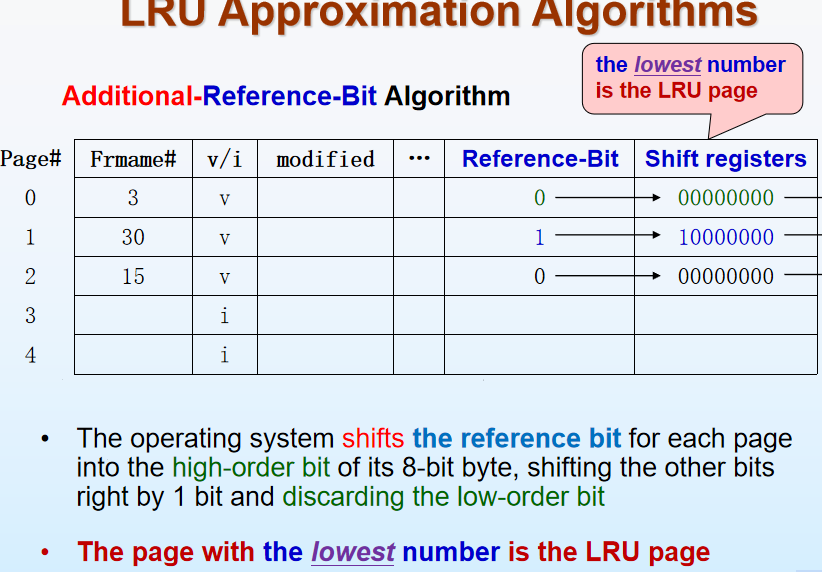 LRU Approximation Algorithms
the lowest number
is the LRU page
Additional-Reference-Bit Algorithm
Page# Frmame# v/i modified ··· Reference-Bit Shift registers
0 3 v 0 00000000
1 30 v 1 10000000
2 15 v 0 00000000
3 i
4 i
• The operating system shifts the reference bit for each page
into the high-order bit of its 8-bit byte, shifting the other bits
right by 1 bit and discarding the low-order bit
• The page with the lowest number is the LRU page